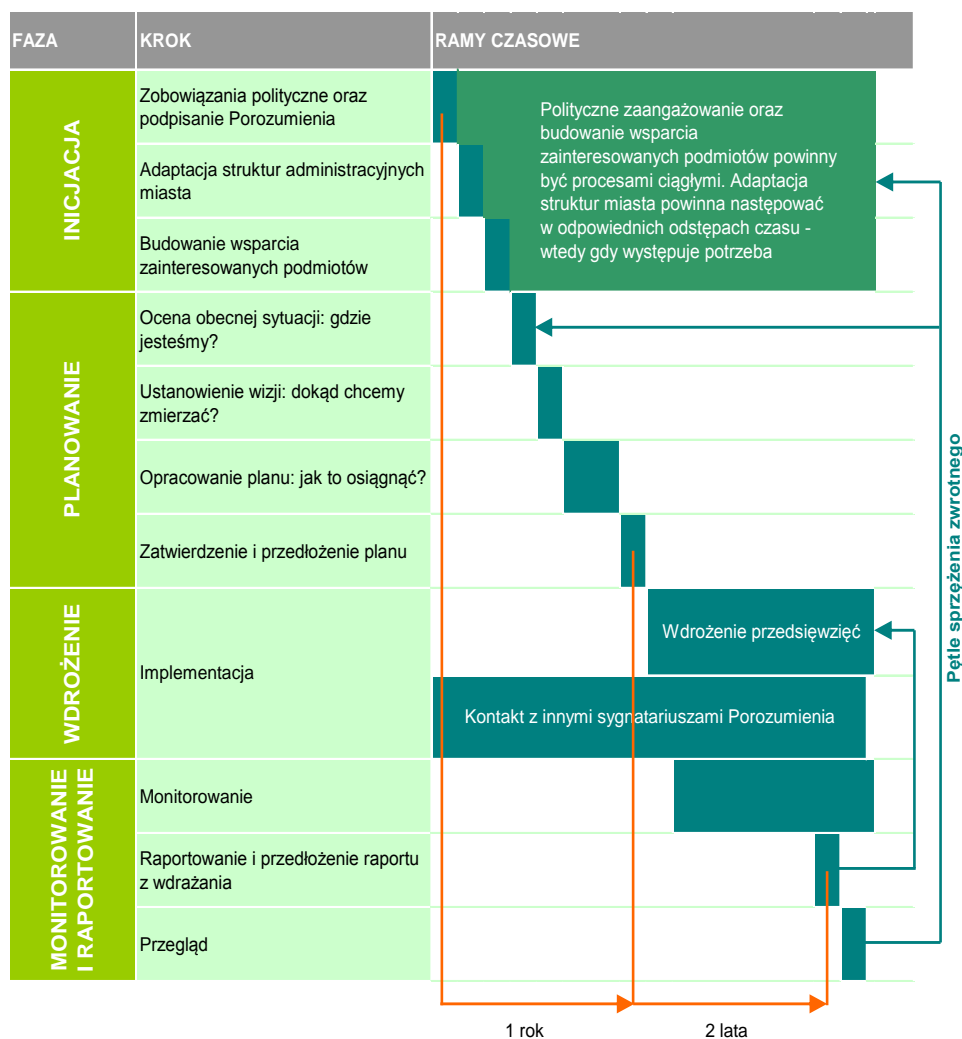 FAZA
KROK
RAMY CZASOWE
INICJACJA
Zobowiązania polityczne oraz
podpisanie Porozumienia
Adaptacja struktur administracyjnych
miasta
Budowanie wsparcia
zainteresowanych podmiotów
Polityczne zaangażowanie oraz
budowanie wsparcia
zainteresowanych podmiotów powinny
być procesami ciągłymi. Adaptacja
struktur miasta powinna następować
w odpowiednich odstępach czasu -
wtedy gdy występuje potrzeba
PLANOWANIE
Ocena obecnej sytuacji: gdzie
jesteśmy?
Ustanowienie wizji: dokąd chcemy
zmierzać?
Opracowanie planu: jak to osiągnąć?
Zatwierdzenie i przedłożenie planu
WDROŻENIE
Implementacja
Wdrożenie przedsięwzięć
Kontakt z innymi sygnatariuszami Porozumienia
MONITOROWANIE
I RAPORTOWANIE
Monitorowanie
Raportowanie i przedłożenie raportu
z wdrażania
Przegląd
Pętle sprzężenia zwrotnego
1 rok
2 lata